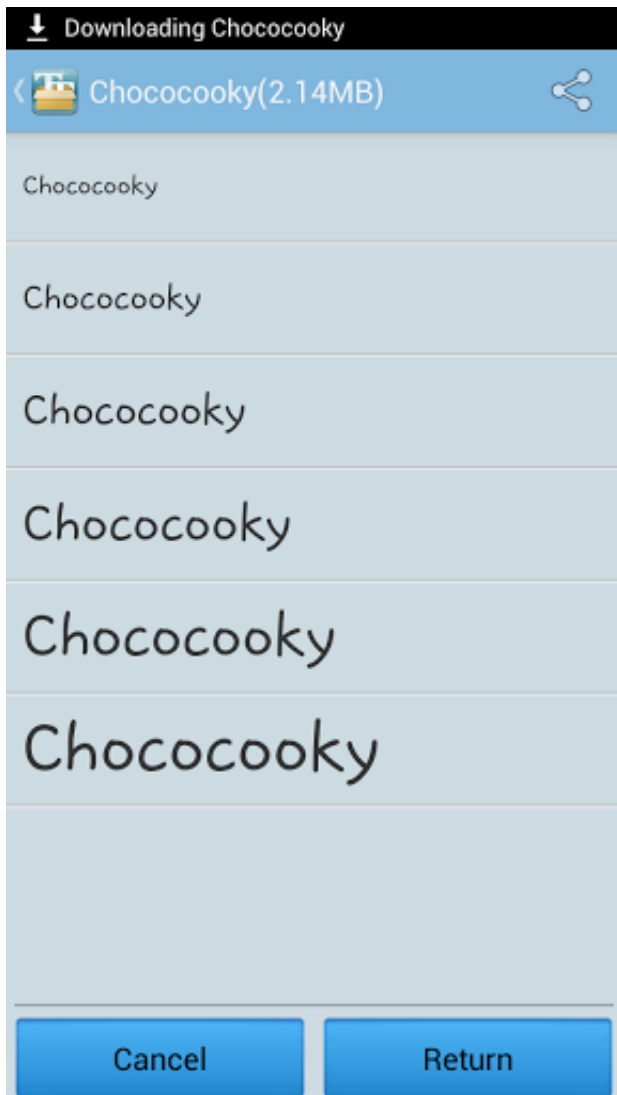 Downloading Chococooky
Chococooky(2.14MB)
Chococooky
Chococooky
Chococooky
Chococooky
Chococooky
Chococooky
Cancel
Return